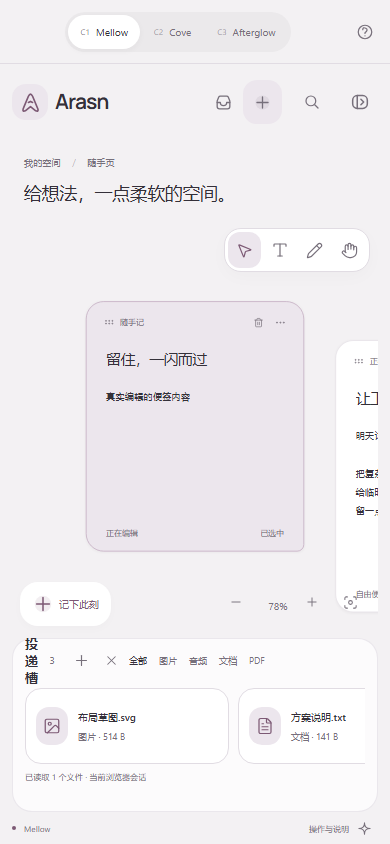 C1 Mellow C2 Cove C3 Afterglow
Arasn
我的空间 / 随手页
给想法，一点柔软的空间。
随手记
留住，一闪而过
真实编辑的便签内容
正在编辑 已选中
正
让工
明天
把复
给临
留一
自由便
记下此刻
78%
投递槽 3 全部 图片 音频 文档 PDF
布局草图.svg
图片 · 514 B
方案说明.txt
文档 · 141 B
已读取 1 个文件 · 当前浏览器会话
Mellow 操作与说明